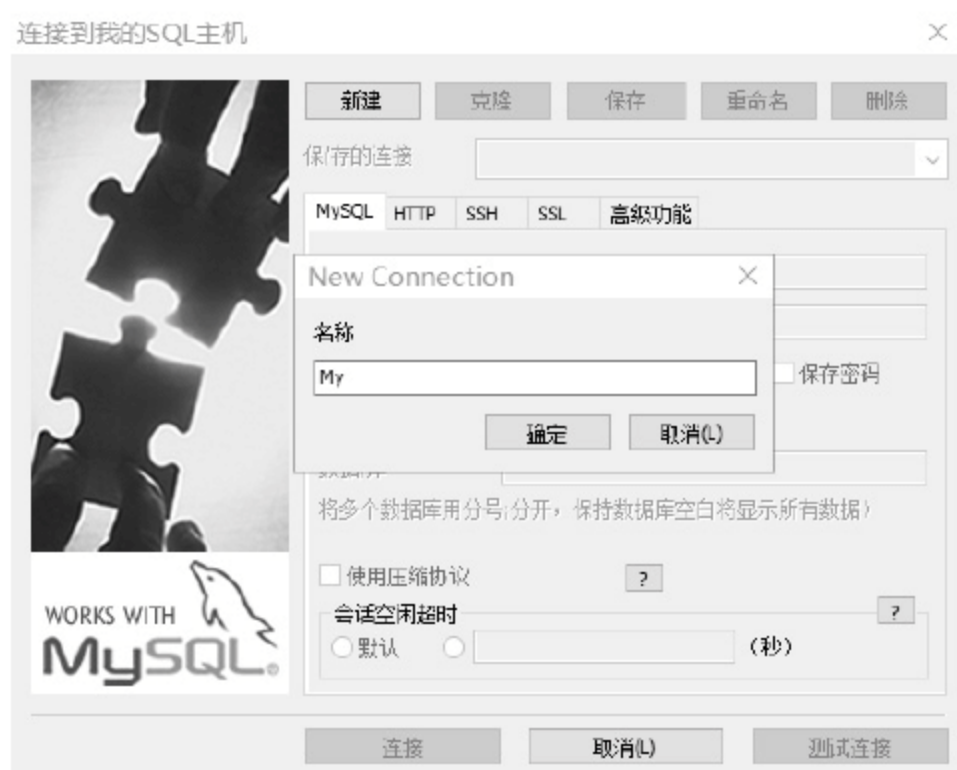 连接到我的SQL主机
新建 克隆 保存 重命名 删除
保存的连接
MySQL HTTP SSH SSL 高级功能
New Connection
名称
My
保存密码
确定 取消(L)
将多个数据库用分号;分开，保持数据库空白将显示所有数据)
使用压缩协议 ?
会话空闲超时 ?
默认 (秒)
WORKS WITH
MySQL®
连接 取消(L) 测试连接